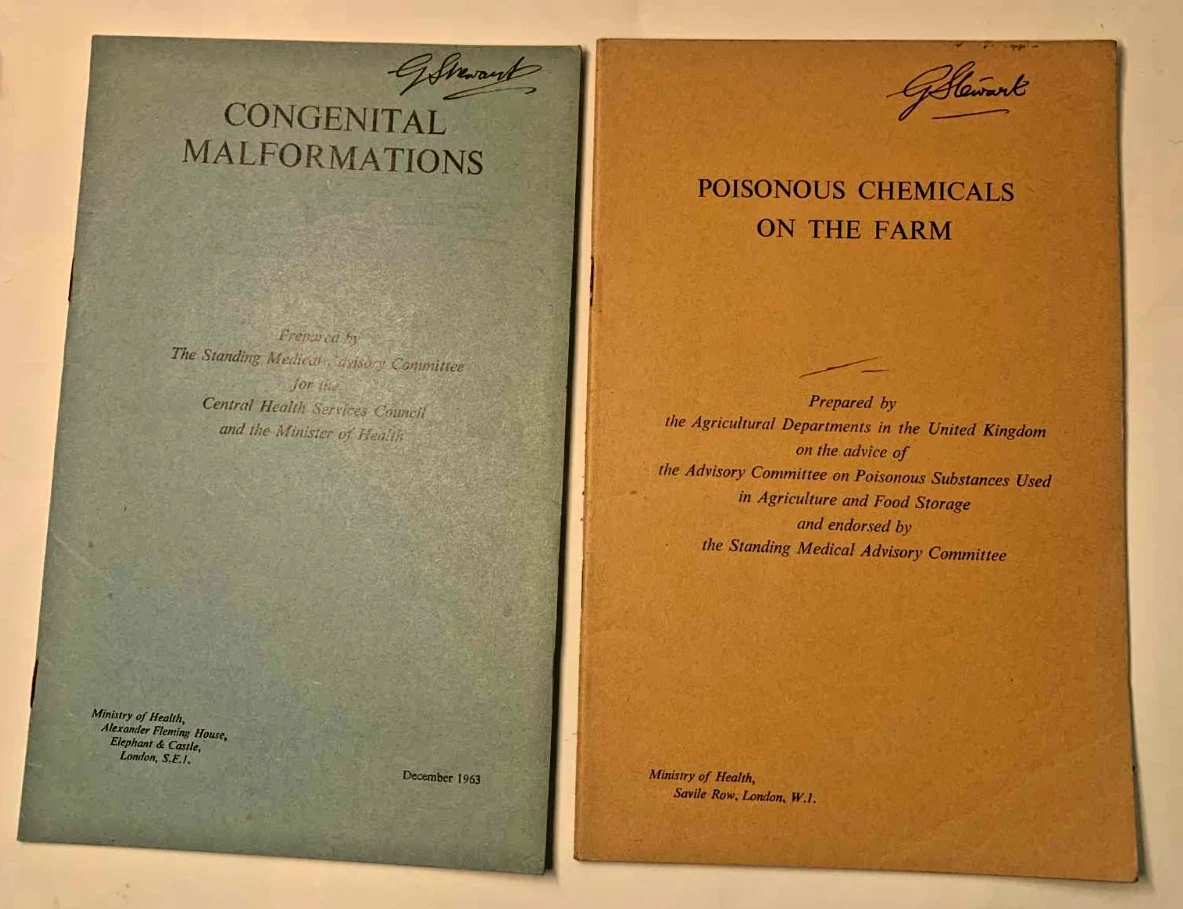 G Stewart
CONGENITAL
MALFORMATIONS
Prepared by
The Standing Medical Advisory Committee
for the
Central Health Services Council
and the Minister of Health
Ministry of Health,
Alexander Fleming House,
Elephant & Castle,
London, S.E.1.
December 1963
G Stewart
POISONOUS CHEMICALS
ON THE FARM
Prepared by
the Agricultural Departments in the United Kingdom
on the advice of
the Advisory Committee on Poisonous Substances Used
in Agriculture and Food Storage
and endorsed by
the Standing Medical Advisory Committee
Ministry of Health,
Savile Row, London, W.1.